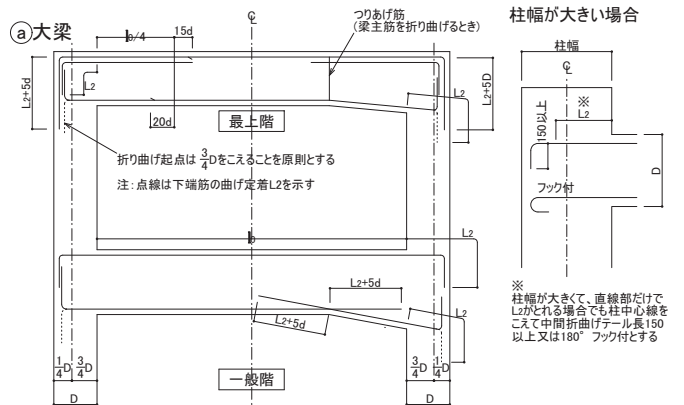 ⓐ大梁
℄
つりあげ筋
(梁主筋を折り曲げるとき)
柱幅が大きい場合
l0/4
15d
柱幅
℄
L2+5d
L2
L2+5D
L2
20d
最上階
150以上
※
L2
D
折り曲げ起点は 3/4Dをこえることを原則とする
注：点線は下端筋の曲げ定着L2を示す
フック付
l0
L2
L2+5d
L2+5d
L2
※
柱幅が大きくて、直線部だけで
L2がとれる場合でも柱中心線を
こえて中間折曲げテール長150
以上又は180°フック付とする
1/4D
3/4D
一般階
3/4D
1/4D
D
D